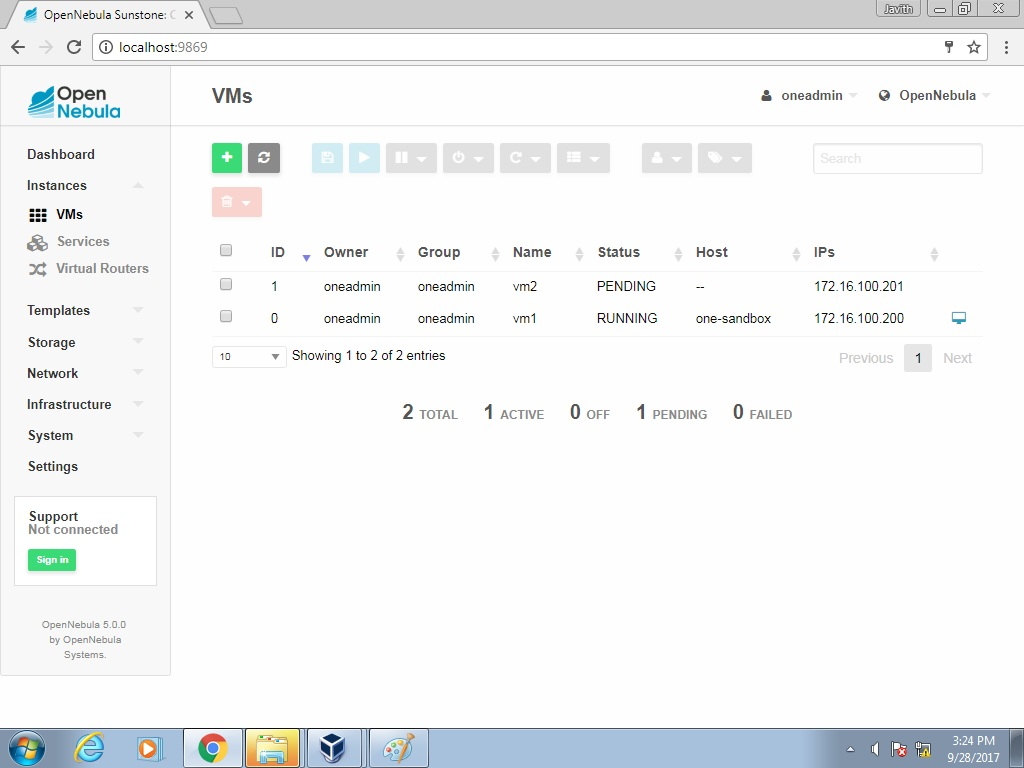 OpenNebula Sunstone: C
Javith
localhost:9869
Open
Nebula
VMs
oneadmin
OpenNebula
Dashboard
Instances
VMs
Services
Virtual Routers
Templates
Storage
Network
Infrastructure
System
Settings
Support
Not connected
Sign in
OpenNebula 5.0.0
by OpenNebula
Systems.
Search
ID Owner Group Name Status Host IPs
1 oneadmin oneadmin vm2 PENDING -- 172.16.100.201
0 oneadmin oneadmin vm1 RUNNING one-sandbox 172.16.100.200
10 Showing 1 to 2 of 2 entries Previous 1 Next
2 TOTAL 1 ACTIVE 0 OFF 1 PENDING 0 FAILED
3:24 PM
9/28/2017